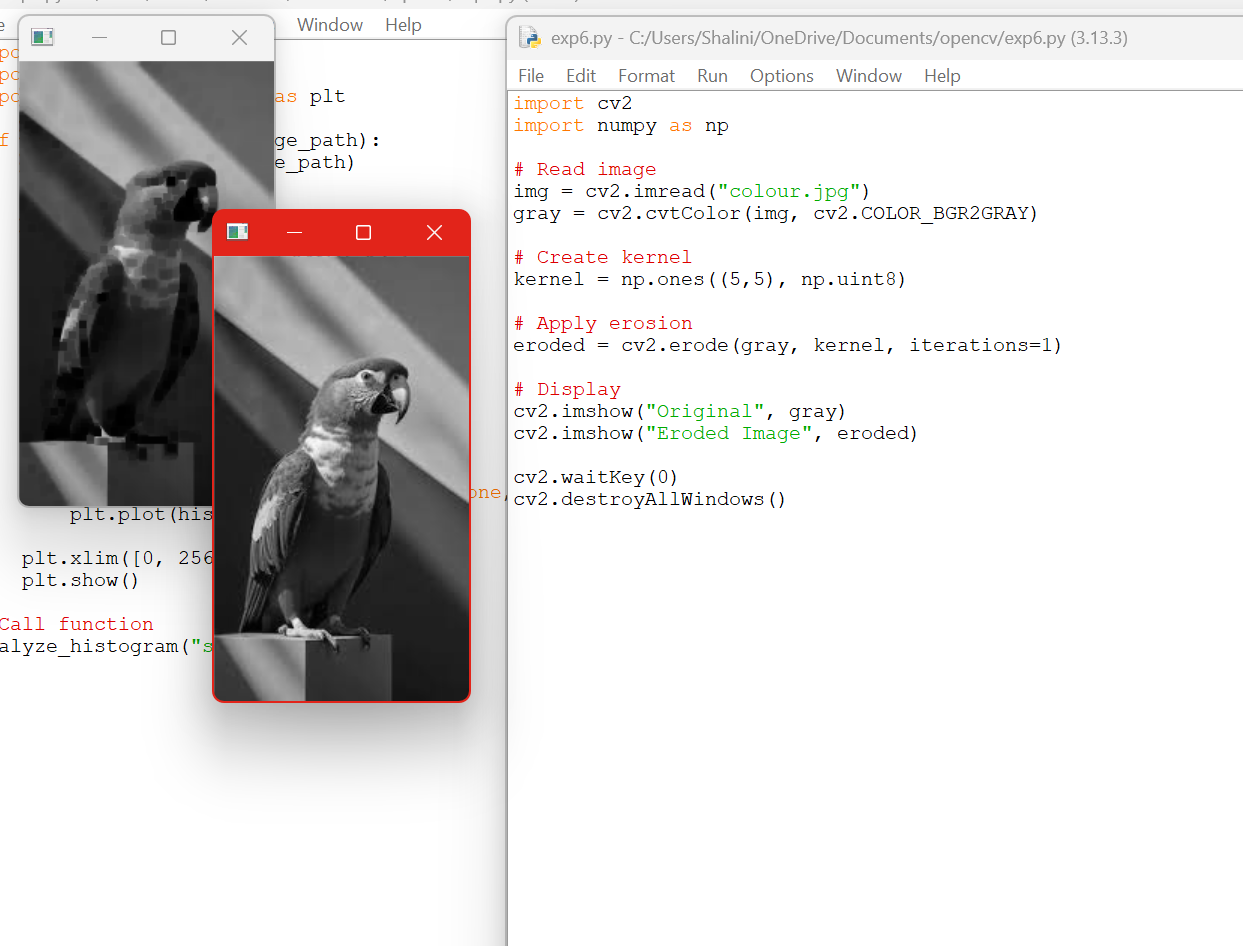 Window Help
as plt
ge_path):
e_path)
one,
plt.plot(his
plt.xlim([0, 256
plt.show()
Call function
alyze_histogram("s
exp6.py - C:/Users/Shalini/OneDrive/Documents/opencv/exp6.py (3.13.3)
File Edit Format Run Options Window Help
import cv2
import numpy as np
# Read image
img = cv2.imread("colour.jpg")
gray = cv2.cvtColor(img, cv2.COLOR_BGR2GRAY)
# Create kernel
kernel = np.ones((5,5), np.uint8)
# Apply erosion
eroded = cv2.erode(gray, kernel, iterations=1)
# Display
cv2.imshow("Original", gray)
cv2.imshow("Eroded Image", eroded)
cv2.waitKey(0)
cv2.destroyAllWindows()